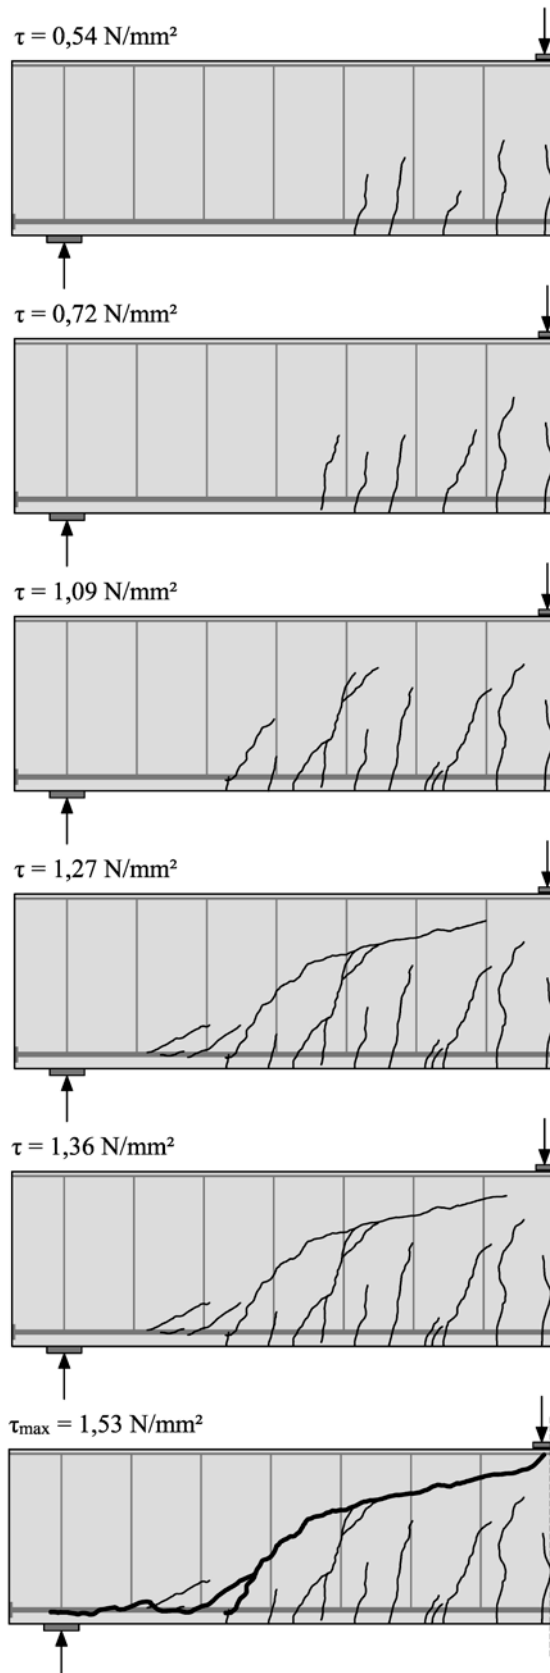 τ = 0,54 N/mm²
τ = 0,72 N/mm²
τ = 1,09 N/mm²
τ = 1,27 N/mm²
τ = 1,36 N/mm²
τmax = 1,53 N/mm²